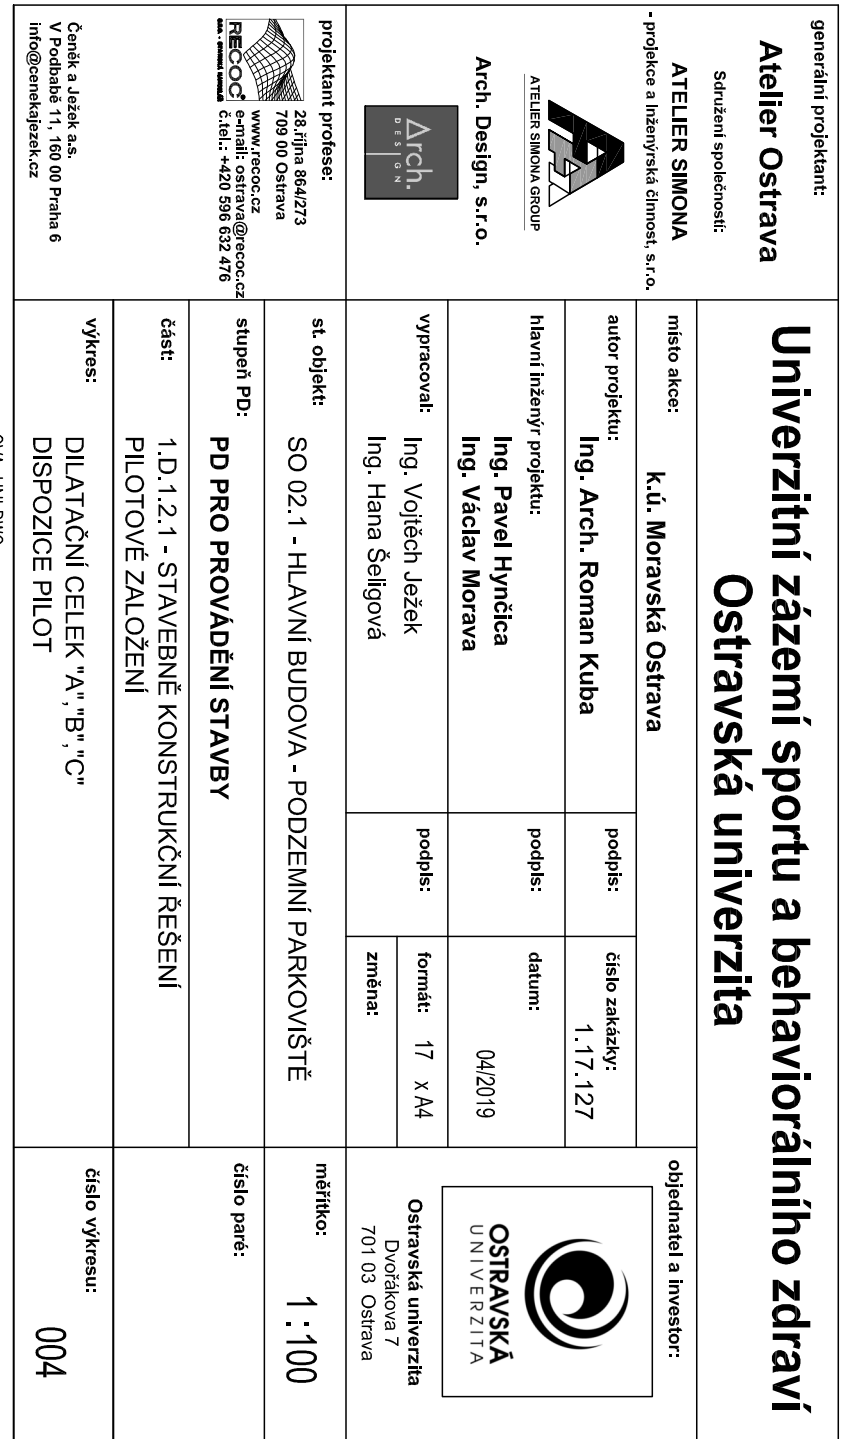 generální projektant:
Atelier Ostrava
Sdružení společností:
ATELIER SIMONA
- projekce a Inženýrská činnost, s.r.o.
ATELIER SIMONA GROUP
Arch. Design, s.r.o.
Arch.
DESIGN
projektant profese:
RECOC
28.října 864/273
709 00 Ostrava
www.recoc.cz
e-mail: ostrava@recoc.cz
č.tel.: +420 596 632 476
Čeněk a Ježek a.s.
V Podbabě 11, 160 00 Praha 6
info@cenekajezek.cz
Univerzitní zázemí sportu a behaviorálního zdraví
Ostravská univerzita
místo akce:
k.ú. Moravská Ostrava
autor projektu:
Ing. Arch. Roman Kuba
podpis:
číslo zakázky:
1.17.127
hlavní inženýr projektu:
Ing. Pavel Hynčica
Ing. Václav Morava
podpis:
datum:
04/2019
vypracoval:
Ing. Vojtěch Ježek
Ing. Hana Šeligová
podpis:
formát: 17 x A4
změna:
objednatel a investor:
OSTRAVSKÁ
UNIVERZITA
Ostravská univerzita
Dvořákova 7
701 03 Ostrava
st. objekt:
SO 02.1 - HLAVNÍ BUDOVA - PODZEMNÍ PARKOVIŠTĚ
měřítko:
1:100
stupeň PD:
PD PRO PROVÁDĚNÍ STAVBY
číslo paré:
část:
1.D.1.2.1 - STAVEBNĚ KONSTRUKČNÍ ŘEŠENÍ
PILOTOVÉ ZALOŽENÍ
výkres:
DILATAČNÍ CELEK "A","B","C"
DISPOZICE PILOT
číslo výkresu:
004